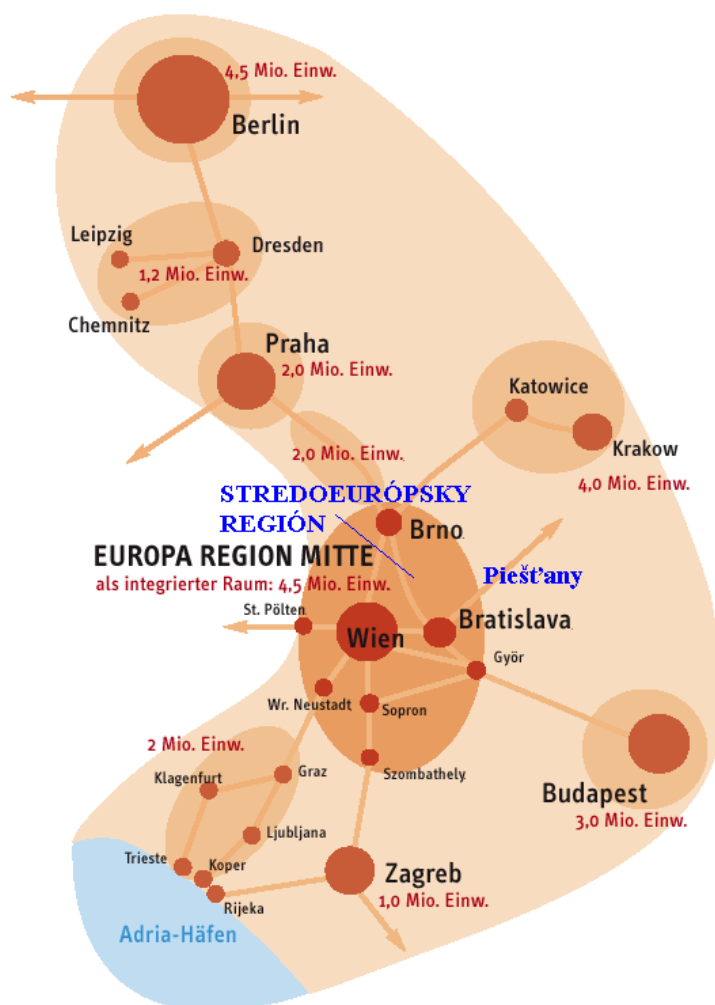 4,5 Mio. Einw.
Berlin
Leipzig
Dresden
1,2 Mio. Einw.
Chemnitz
Praha
2,0 Mio. Einw.
Katowice
Krakow
4,0 Mio. Einw.
2,0 Mio. Einw.
STREDOEURÓPSKY
REGIÓN
Brno
EUROPA REGION MITTE
als integrierter Raum: 4,5 Mio. Einw.
Piešťany
St. Pölten
Wien
Bratislava
Györ
Wr. Neustadt
Sopron
2 Mio. Einw.
Klagenfurt
Graz
Szombathely
Budapest
3,0 Mio. Einw.
Ljubljana
Trieste
Koper
Zagreb
1,0 Mio. Einw.
Rijeka
Adria-Häfen